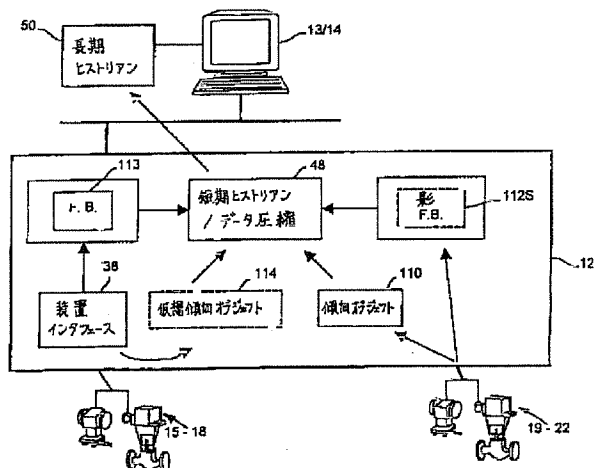 50
長期
ヒストリアン
13/14
113
F.B.
48
短期ヒストリアン
/データ圧縮
影
F.B.
112S
12
38
装置
インタフェース
114
仮想傾向オブジェクト
110
傾向オブジェクト
15-18
19-22